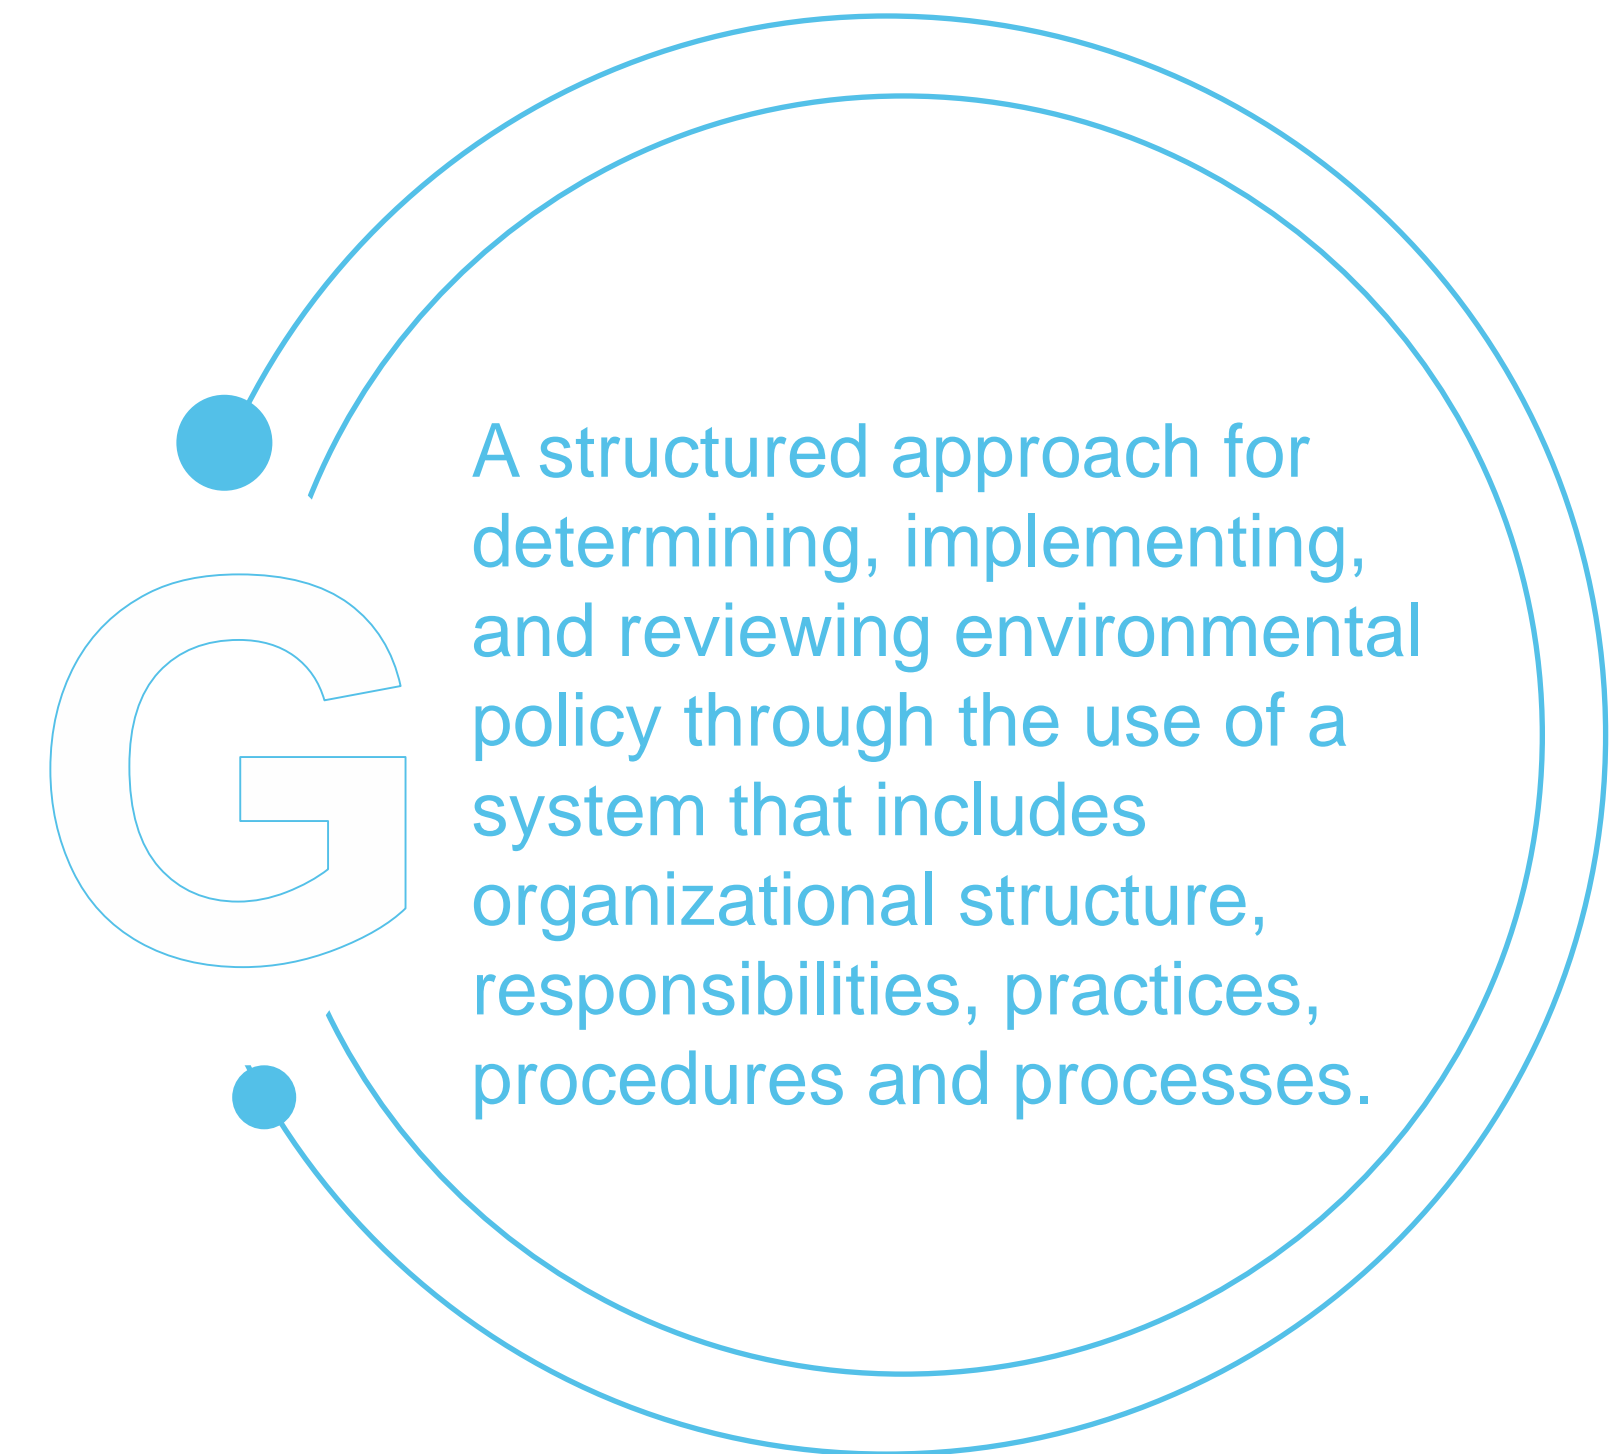 G
A structured approach for
determining, implementing,
and reviewing environmental
policy through the use of a
system that includes
organizational structure,
responsibilities, practices,
procedures and processes.